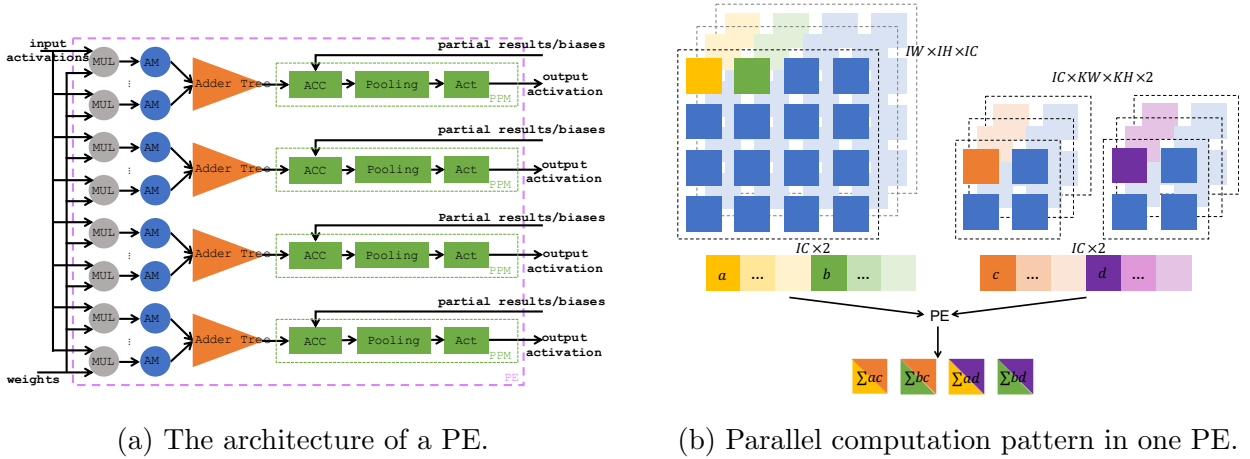 input
activations
MUL
AM
MUL
AM
Adder Tree
partial results/biases
ACC
Pooling
Act
PPM
output
activation
MUL
AM
MUL
AM
Adder Tree
partial results/biases
ACC
Pooling
Act
PPM
output
activation
MUL
AM
MUL
AM
Adder Tree
Partial results/biases
ACC
Pooling
Act
PPM
output
activation
MUL
AM
MUL
AM
Adder Tree
partial results/biases
ACC
Pooling
Act
PPM
output
activation
weights
PE
(a) The architecture of a PE.
IW×IH×IC
IC×KW×KH×2
IC×2
IC×2
a ... b ...
c ... d ...
PE
∑ac ∑bc ∑ad ∑bd
(b) Parallel computation pattern in one PE.